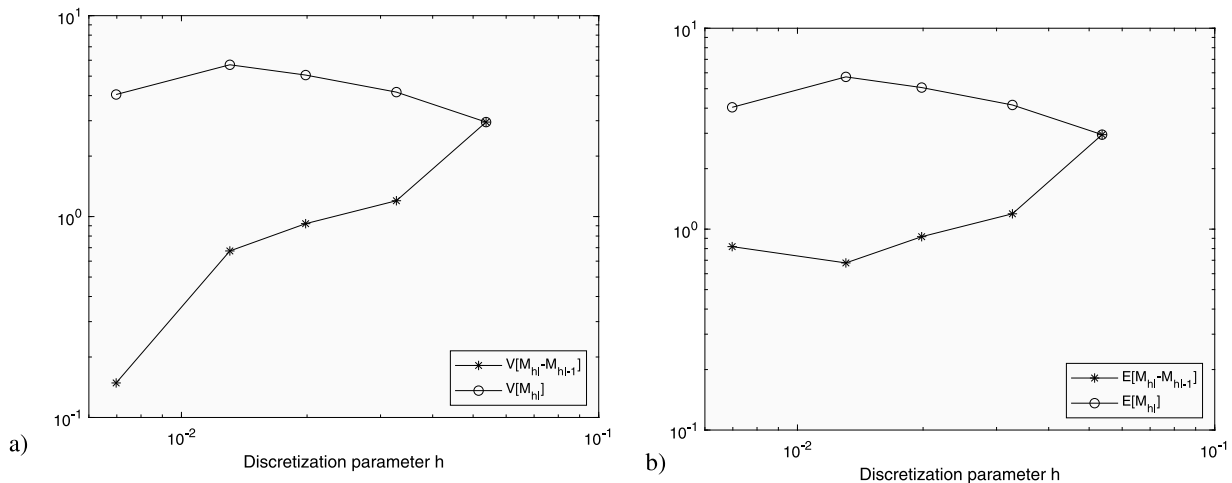 10^1
10^0
10^-1
10^-2
10^-1
V[M_hl-M_hl-1]
V[M_hl]
Discretization parameter h
a)
10^1
10^0
10^-1
10^-2
10^-1
E[M_hl-M_hl-1]
E[M_hl]
Discretization parameter h
b)